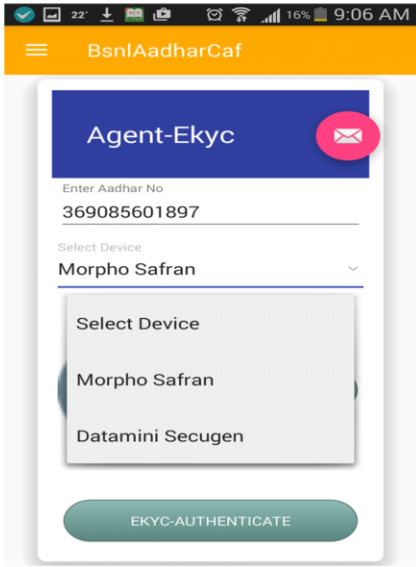 22° 16% 9:06 AM
BsnlAadharCaf
Agent-Ekyc
Enter Aadhar No
369085601897
Select Device
Morpho Safran
Select Device
Morpho Safran
Datamini Secugen
EKYC-AUTHENTICATE